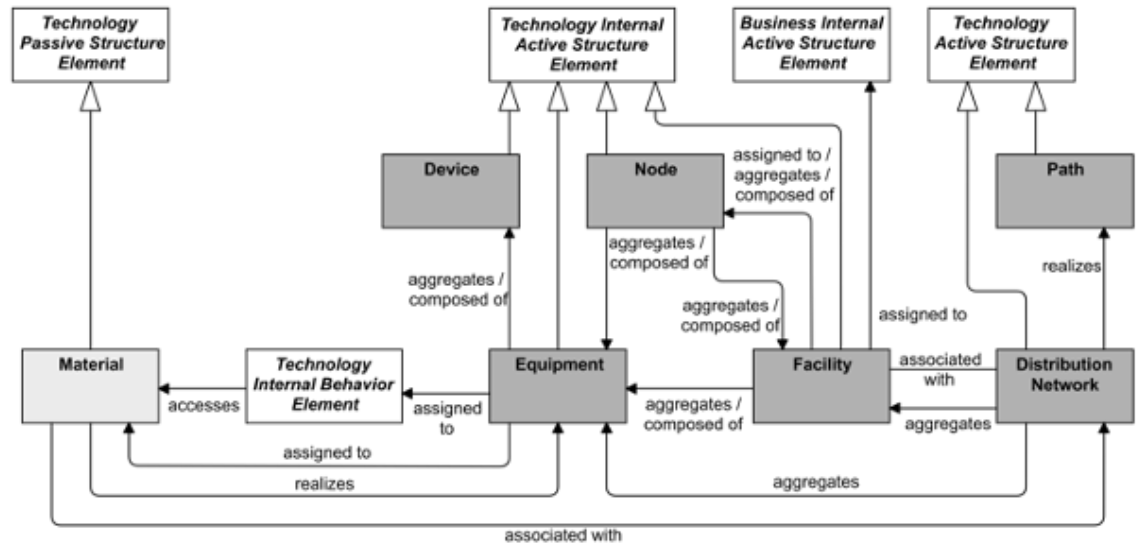 Technology
Passive Structure
Element
Technology Internal
Active Structure
Element
Business Internal
Active Structure
Element
Technology
Active Structure
Element
Device
Node
assigned to /
aggregates /
composed of
Path
aggregates /
composed of
aggregates /
composed of
aggregates /
composed of
realizes
assigned to
Material
Technology
Internal Behavior
Element
Equipment
Facility
associated
with
Distribution
Network
accesses
assigned
to
aggregates /
composed of
aggregates
assigned to
realizes
aggregates
associated with